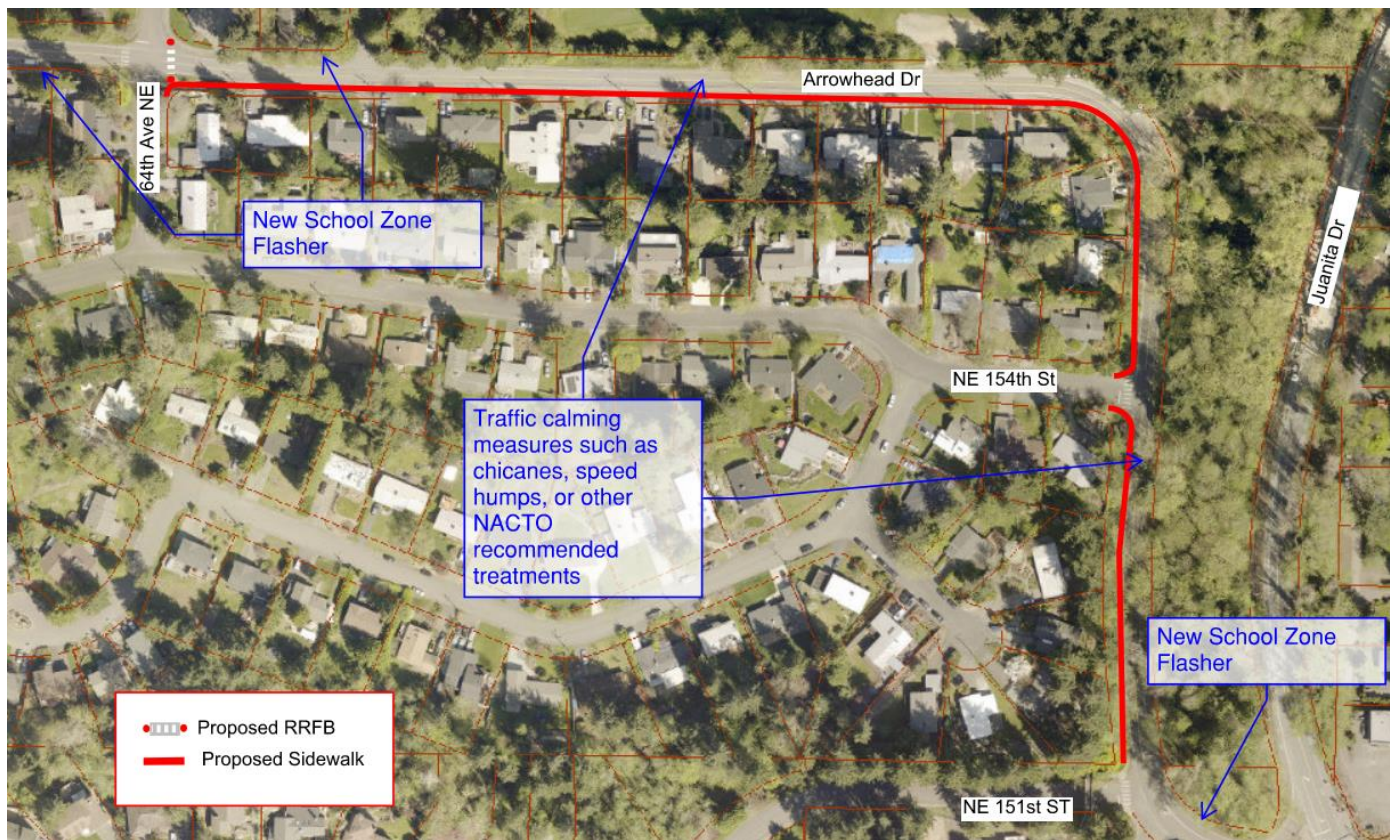 Arrowhead Dr
64th Ave NE
New School Zone
Flasher
Juanita Dr
NE 154th St
Traffic calming
measures such as
chicanes, speed
humps, or other
NACTO
recommended
treatments
New School Zone
Flasher
Proposed RRFB
Proposed Sidewalk
NE 151st ST